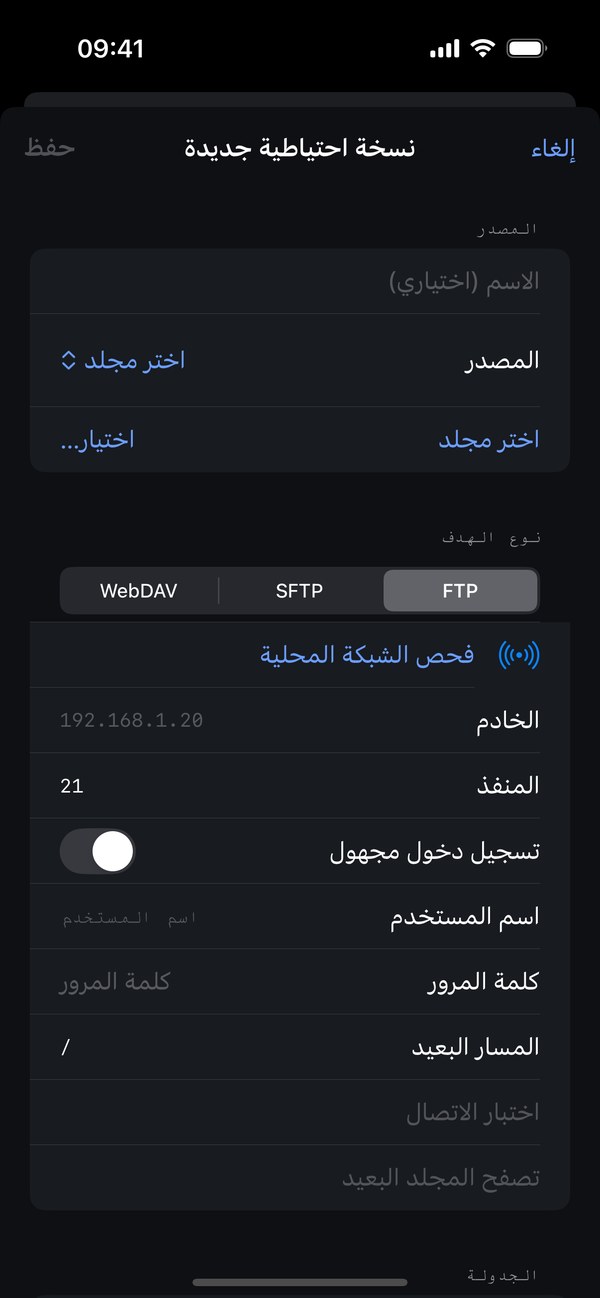 09:41
إلغاء نسخة احتياطية جديدة حفظ
المصدر
الاسم (اختياري)
المصدر اختر مجلد
اختر مجلد اختيار...
نوع الهدف
FTP SFTP WebDAV
فحص الشبكة المحلية
الخادم 192.168.1.20
المنفذ 21
تسجيل دخول مجهول
اسم المستخدم اسم المستخدم
كلمة المرور كلمة المرور
المسار البعيد /
اختبار الاتصال
تصفح المجلد البعيد
الجدولة